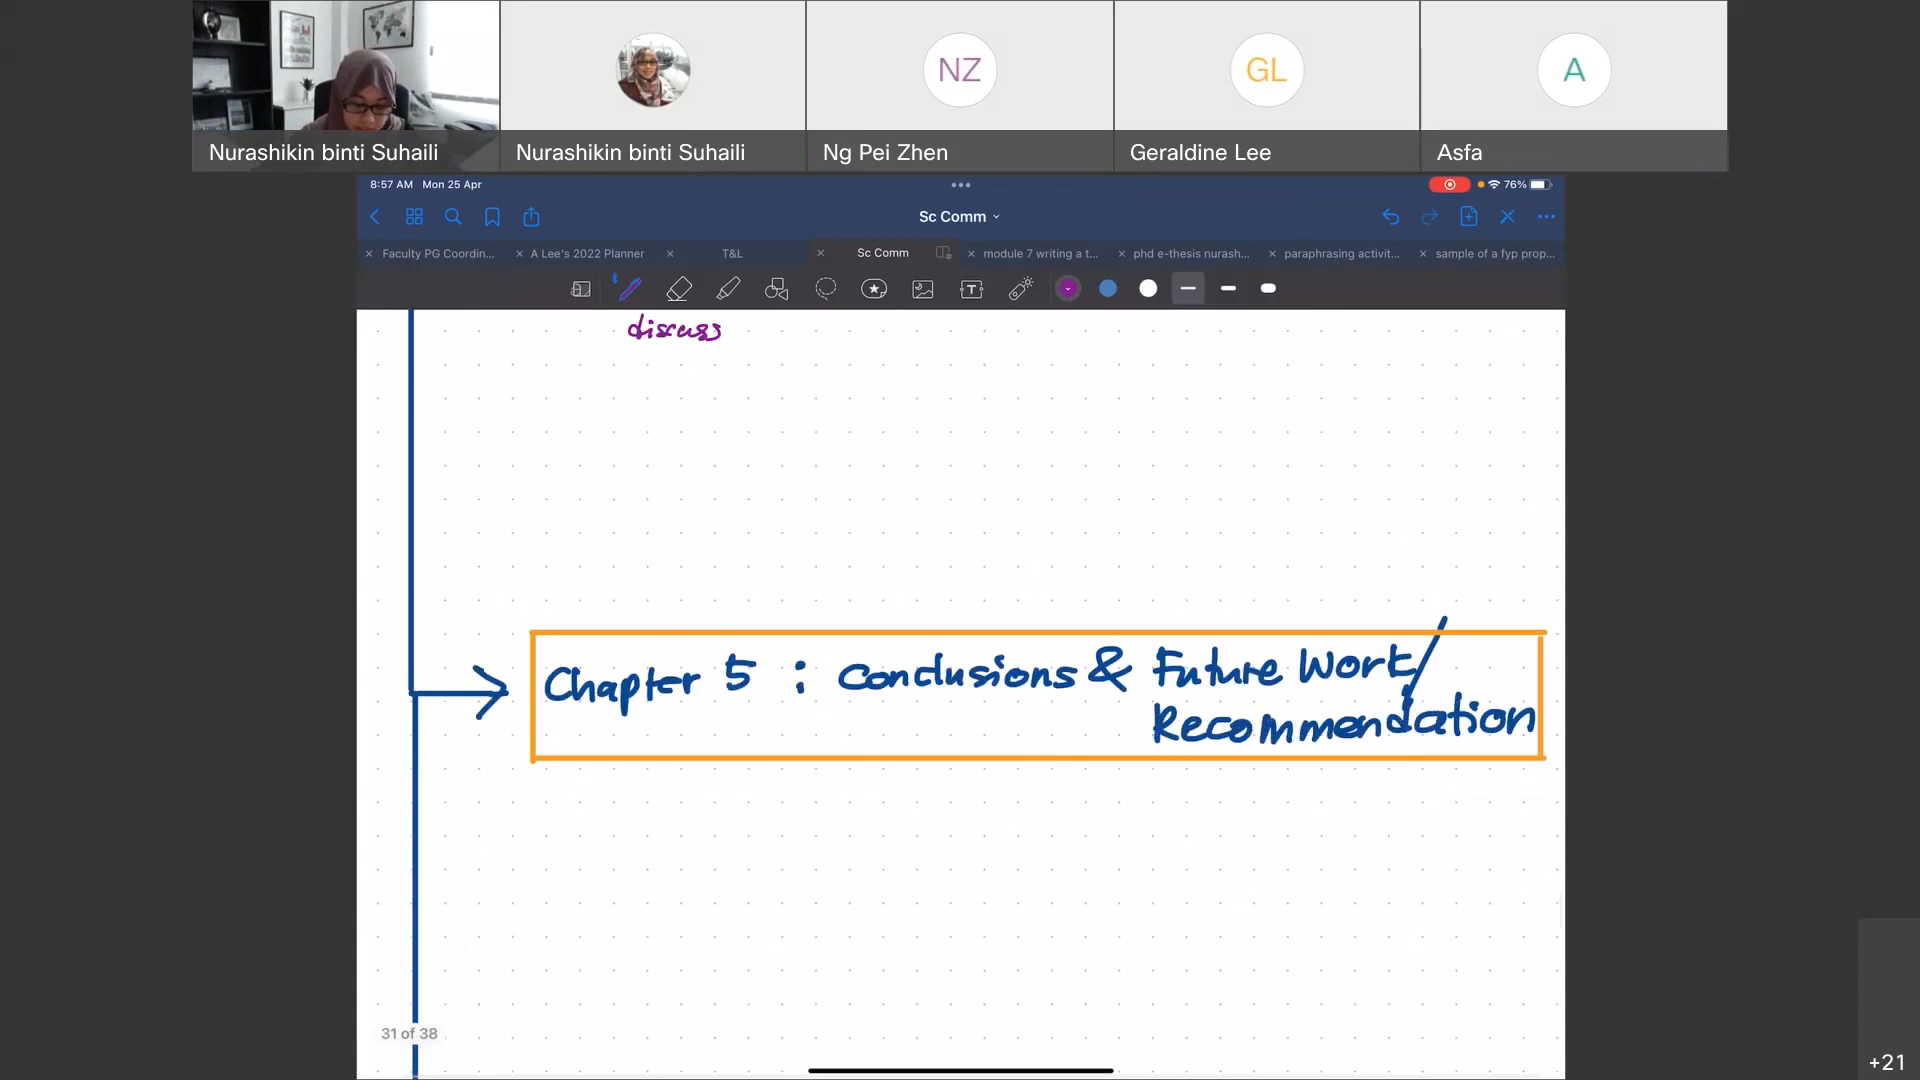 NZ
GL
A
Nurashikin binti Suhaili
Nurashikin binti Suhaili
Ng Pei Zhen
Geraldine Lee
Asfa
8:57 AM Mon 25 Apr
76%
Sc Comm
Faculty PG Coordin...
A Lee's 2022 Planner
T&L
Sc Comm
module 7 writing a t...
phd e-thesis nurash...
paraphrasing activit...
sample of a fyp prop...
discuss
Chapter 5 : Conclusions & Future Work/
Recommendation
31 of 38
+21